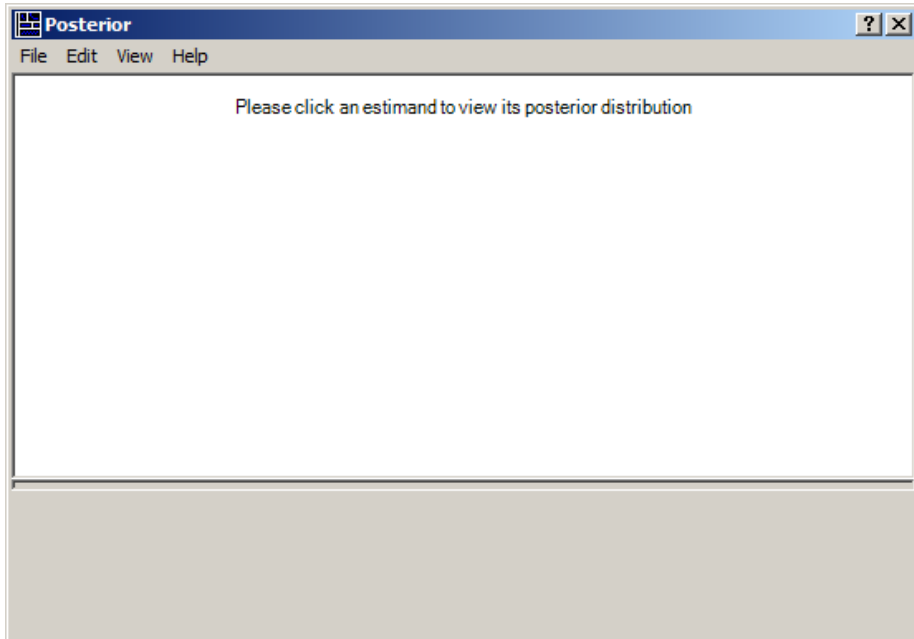 Posterior
File Edit View Help
Please click an estimand to view its posterior distribution